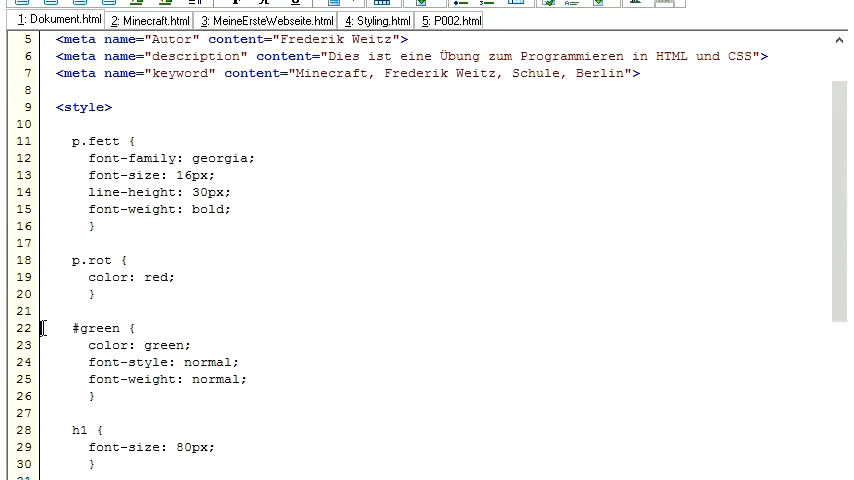 1: Dokument.html 2: Minecraft.html 3: MeineErsteWebseite.html 4: Styling.html 5: P002.html
5 <meta name="Autor" content="Frederik Weitz">
6 <meta name="description" content="Dies ist eine Übung zum Programmieren in HTML und CSS">
7 <meta name="keyword" content="Minecraft, Frederik Weitz, Schule, Berlin">
8
9 <style>
10
11 p.fett {
12 font-family: georgia;
13 font-size: 16px;
14 line-height: 30px;
15 font-weight: bold;
16 }
17
18 p.rot {
19 color: red;
20 }
21
22 #green {
23 color: green;
24 font-style: normal;
25 font-weight: normal;
26 }
27
28 h1 {
29 font-size: 80px;
30 }